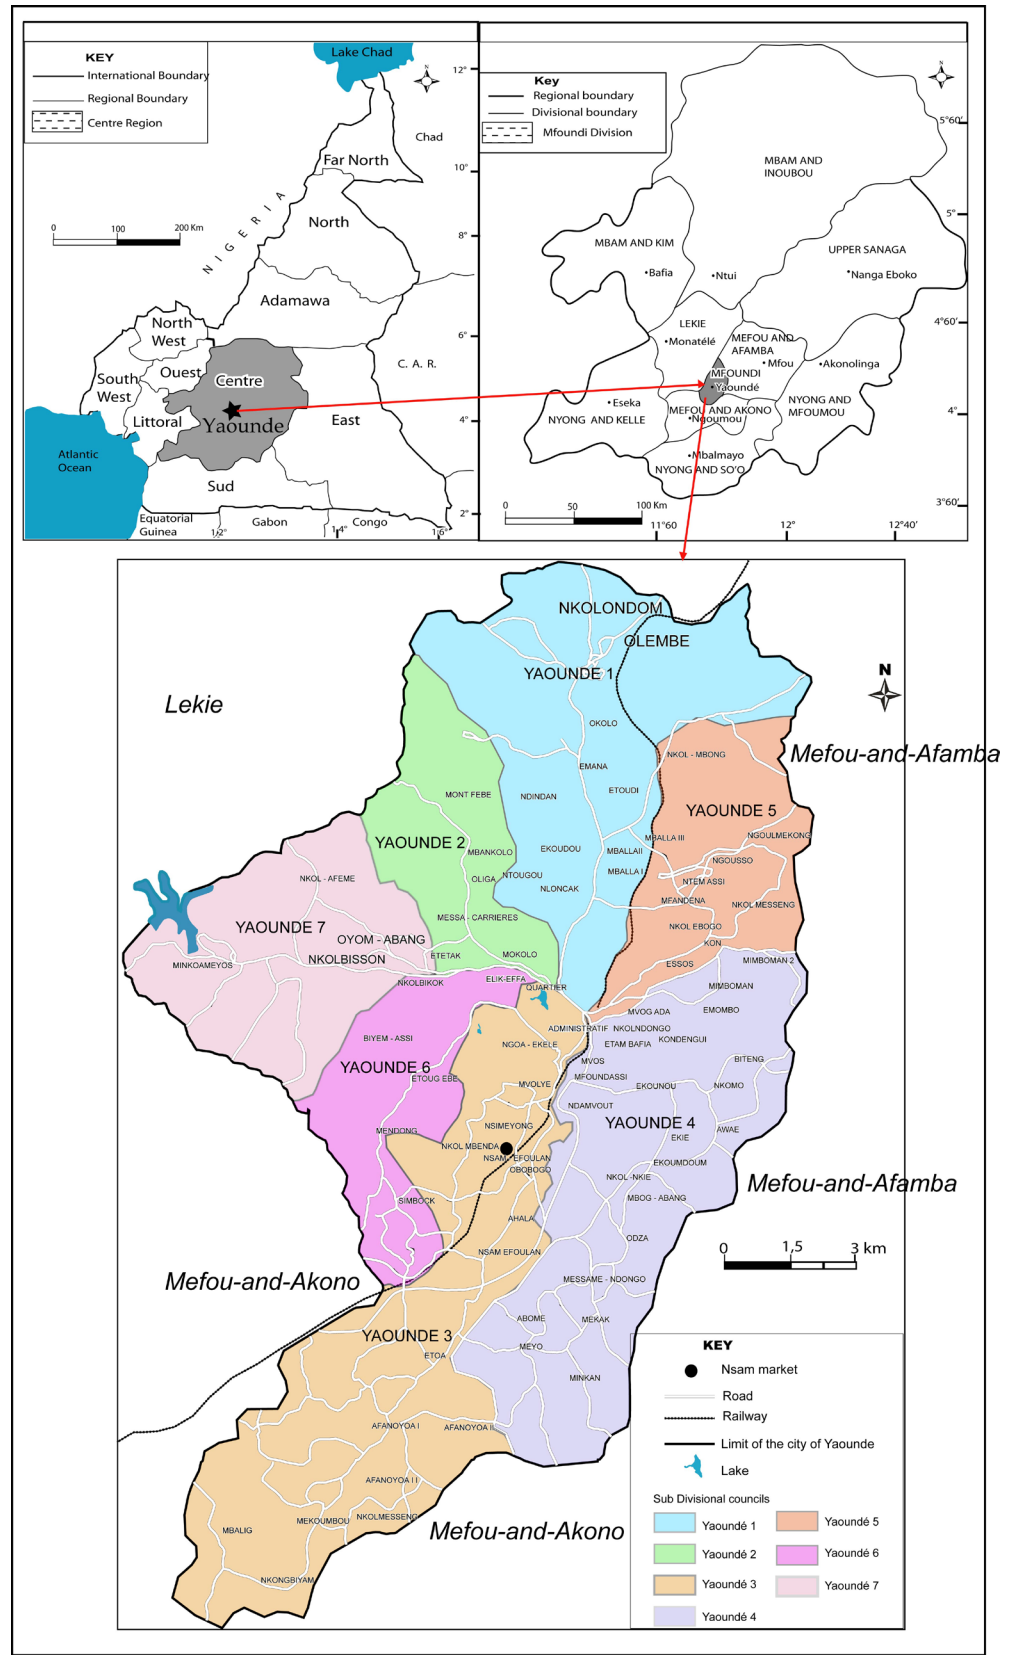 KEY
International Boundary
Regional Boundary
Centre Region
Lake Chad
N
12°
Chad
Far North
10°
NIGERIA
North
0 100 200 Km
8°
Adamawa
North
West
6°
Ouest
Centre
C. A. R.
South
West
Littoral
Yaounde
East
4°
Atlantic
Ocean
Sud
Equatorial
Guinea
Gabon
Congo
2°
12°
14°
16°
Key
Regional boundary
Divisional boundary
Mfoundi Division
N
5°60'
MBAM AND
INOUBOU
5°
MBAM AND KIM
UPPER SANAGA
•Bafia
•Ntui
•Nanga Eboko
4°60'
LEKIE
•Monatélé
MEFOU AND
AFAMBA
•Mfou
•Akonolinga
MFOUNDI
•Yaoundé
•Eseka
NYONG AND
MFOUMOU
MEFOU AND AKONO
•Ngoumou
NYONG AND KELLE
4°
•Mbalmayo
NYONG AND SO'O
0 50 100 Km
3°60'
11°60
12°
12°40'
NKOLONDOM
OLEMBE
YAOUNDE 1
N
Lekie
OKOLO
Mefou-and-Afamba
NKOL - MBONG
EMANA
MONT FEBE
NDINDAN
ETOUDI
YAOUNDE 5
YAOUNDE 2
MBALLA III
NGOULMEKONG
MBANKOLO
EKOUDOU
MBALLAII
NGOUSSO
MBALLA I
NKOL - AFEME
OLIGA
NTOUGOU
NTEM ASSI
NLONCAK
MFANDENA
NKOL MESSENG
MESSA - CARRIERES
YAOUNDE 7
NKOL EBOGO
OYOM - ABANG
KON
ETETAK
MOKOLO
NKOLBISSON
MINKOAMEYOS
ESSOS
MIMBOMAN 2
NKOLBIKOK
ELIK-EFFA
QUARTIER
MIMBOMAN
MVOG ADA
EMOMBO
ADMINISTRATIF
NKOLNDONGO
BIYEM - ASSI
NGOA - EKELE
ETAM BAFIA
KONDENGUI
MVOS
BITENG
YAOUNDE 6
ETOUG EBE
MFOUNDASSI
MVOLYE
EKOUNOU
NKOMO
NDAMVOUT
MENDONG
NSIMEYONG
YAOUNDE 4
AWAE
NKOL MBENDA
EKIE
NSAM - EFOULAN
EKOUMDOUM
OBOBOGO
NKOL -NKIE
Mefou-and-Afamba
SIMBOCK
MBOG - ABANG
AHALA
ODZA
NSAM EFOULAN
0 1,5 3 km
Mefou-and-Akono
MESSAME - NDONGO
ABOME
MEKAK
YAOUNDE 3
MEYO
ETOA
MINKAN
AFANOYOA I
AFANOYOA II
AFANOYOA I I
MEKOUMBOU
NKOLMESSENG
MBALIG
Mefou-and-Akono
NKONGBIYAM
KEY
Nsam market
Road
Railway
Limit of the city of Yaounde
Lake
Sub Divisional councils
Yaoundé 1
Yaoundé 2
Yaoundé 3
Yaoundé 4
Yaoundé 5
Yaoundé 6
Yaoundé 7